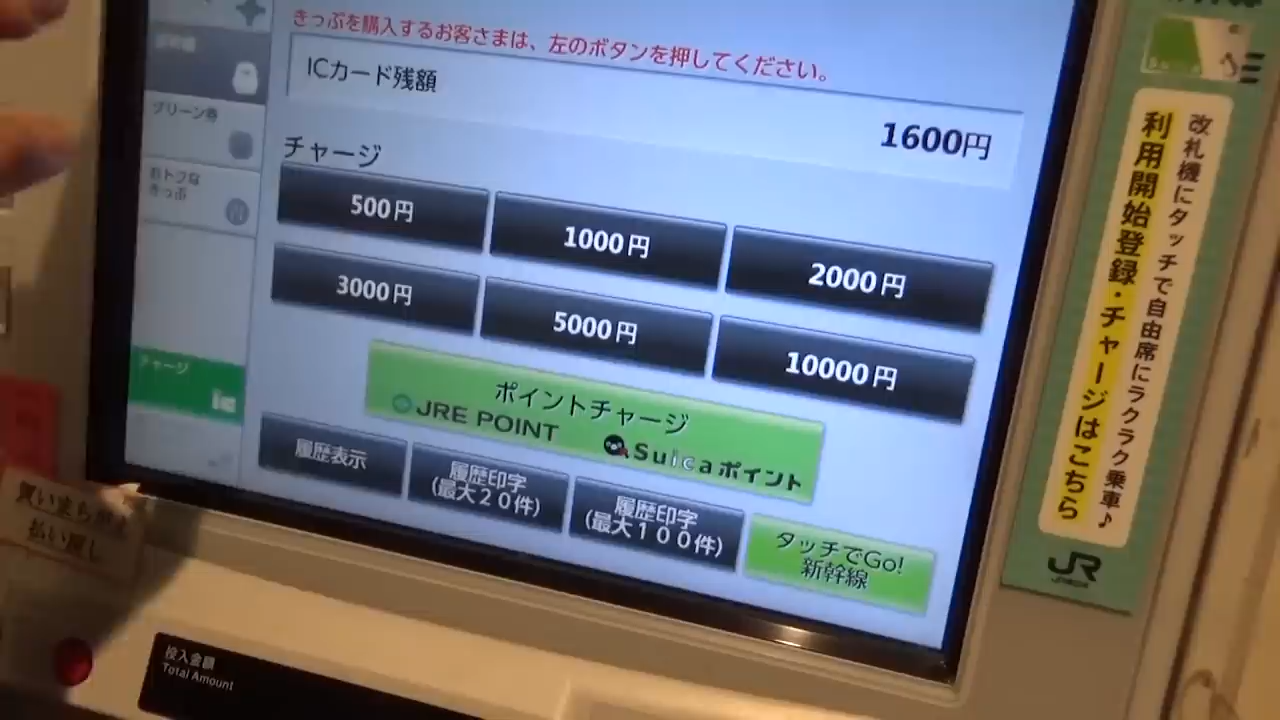 きっぷを購入するお客さまは、左のボタンを押してください。
ICカード残額
1600円
チャージ
500円
1000円
2000円
3000円
5000円
10000円
ポイントチャージ
JRE POINT
Suicaポイント
履歴表示
履歴印字
(最大20件)
履歴印字
(最大100件)
タッチでGo!
新幹線
グリーン券
おトクな
きっぷ
チャージ
払い戻し
投入金額
Total Amount
改札機にタッチで自由席にラクラク乗車♪
利用開始登録・チャージはこちら
JR